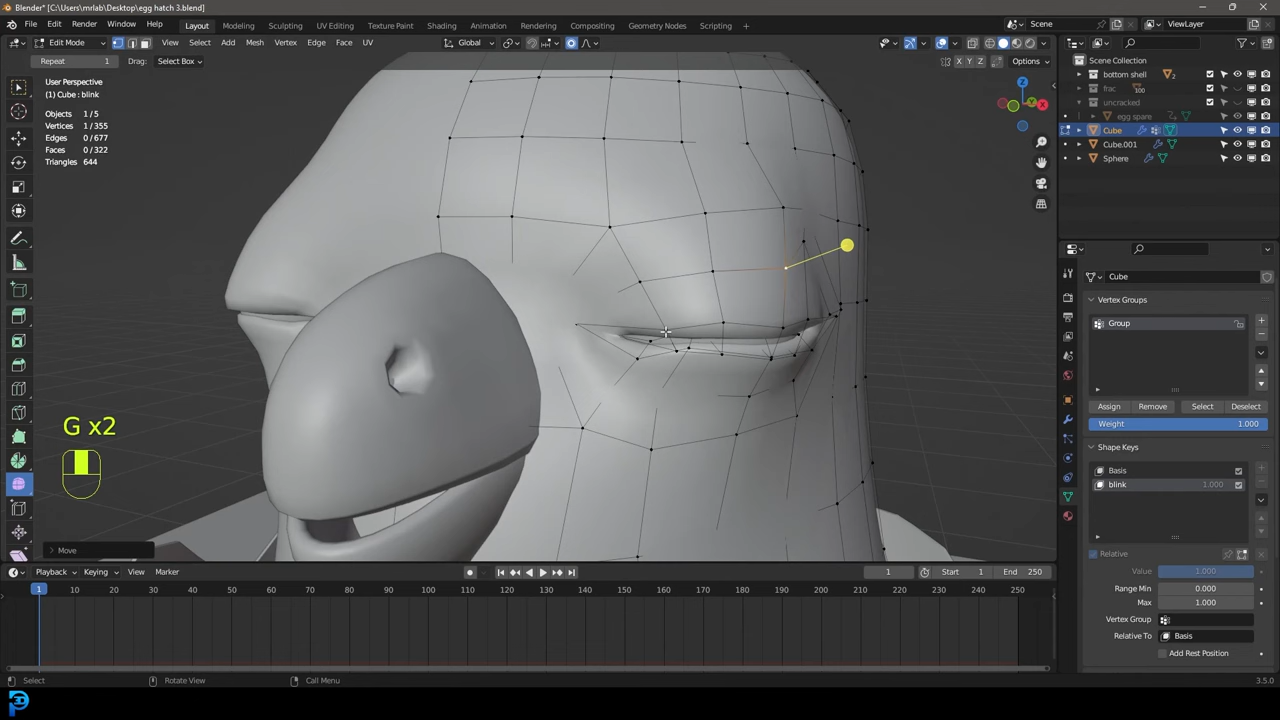 Blender* [C:\Users\mrlab\Desktop\egg hatch 3.blend]
File Edit Render Window Help Layout Modeling Sculpting UV Editing Texture Paint Shading Animation Rendering Compositing Geometry Nodes Scripting Scene ViewLayer
Edit Mode View Select Add Mesh Vertex Edge Face UV Global
Repeat 1 Drag: Select Box X Y Z Options
User Perspective
(1) Cube : blink
Objects 1/5
Vertices 1/355
Edges 0/677
Faces 0/322
Triangles 644
Z
X
Y
G x2
Move
Scene Collection
bottom shell 2
frac 100
uncracked
egg spare
Cube
Cube.001
Sphere
Cube
Vertex Groups
Group
Assign Remove Select Deselect
Weight 1.000
Shape Keys
Basis
blink 1.000
Relative
Value 1.000
Range Min 0.000
Max 1.000
Vertex Group
Relative To Basis
Add Rest Position
Playback Keying View Marker 1 Start 1 End 250
1 10 20 30 40 50 60 70 80 90 100 110 120 130 140 150 160 170 180 190 200 210 220 230 240 250
Select Rotate View Call Menu 3.5.0